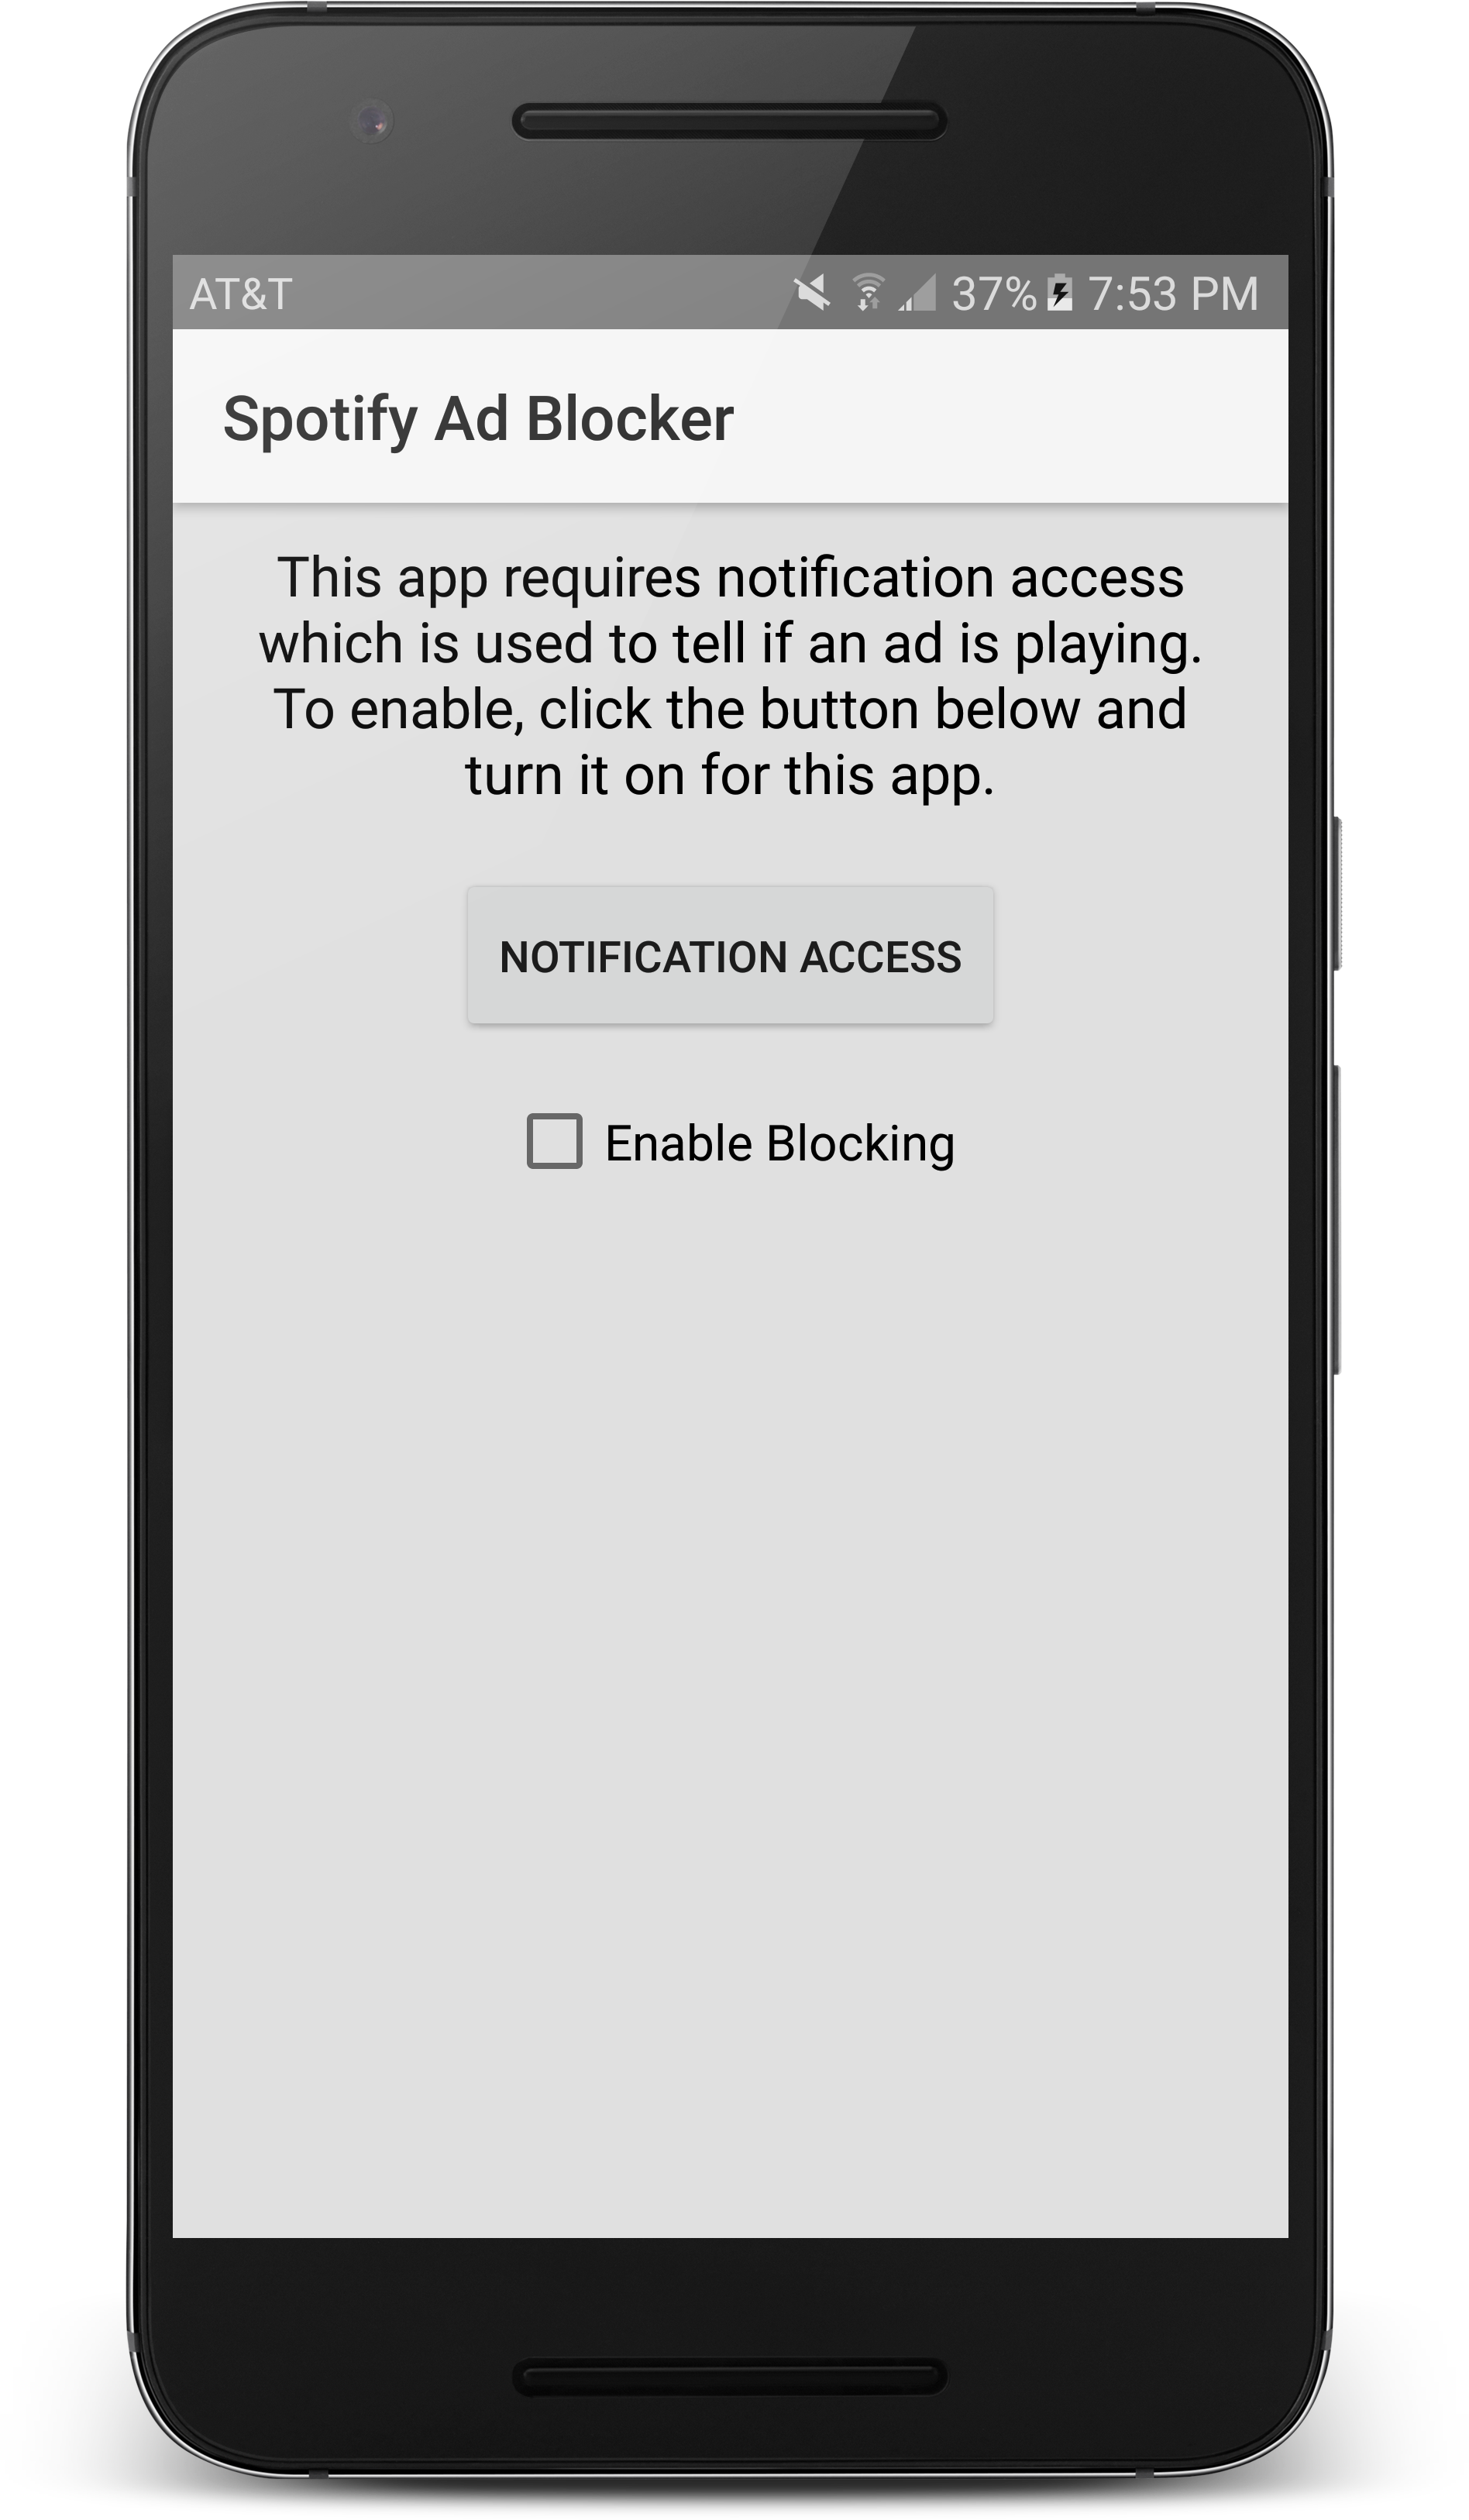 AT&T 37% 7:53 PM
Spotify Ad Blocker
This app requires notification access
which is used to tell if an ad is playing.
To enable, click the button below and
turn it on for this app.
NOTIFICATION ACCESS
Enable Blocking